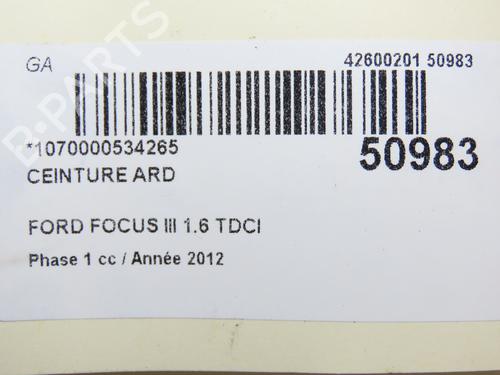 GA
42600201 50983
*1070000534265
50983
CEINTURE ARD
FORD FOCUS III 1.6 TDCI
Phase 1 cc / Année 2012
B-PARTS